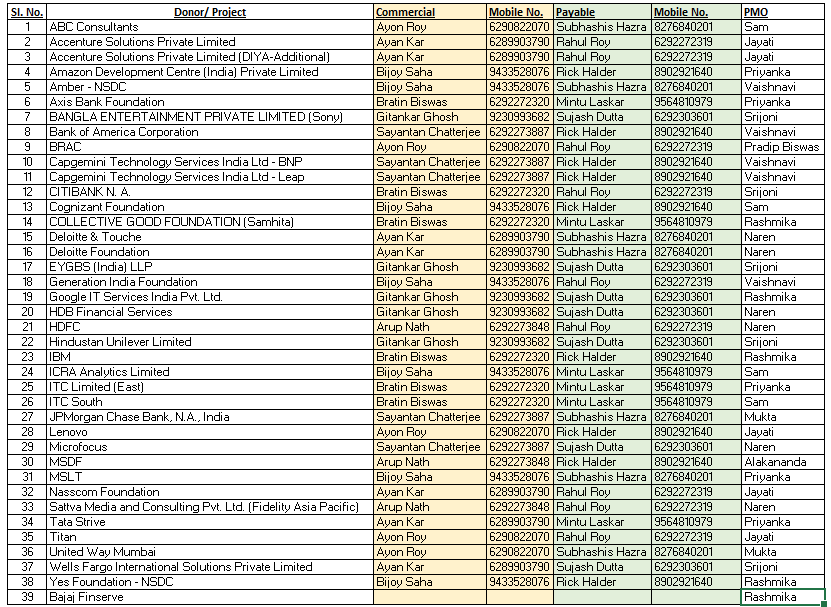 Sl. No. Donor/ Project Commercial Mobile No. Payable Mobile No. PMO
1 ABC Consultants Ayon Roy 6290822070 Subhashis Hazra 8276840201 Sam
2 Accenture Solutions Private Limited Ayan Kar 6289903790 Rahul Roy 6292272319 Jayati
3 Accenture Solutions Private Limited (DIYA-Additional) Ayan Kar 6289903790 Rahul Roy 6292272319 Jayati
4 Amazon Development Centre (India) Private Limited Bijoy Saha 9433528076 Rick Halder 8902921640 Priyanka
5 Amber - NSDC Bijoy Saha 9433528076 Subhashis Hazra 8276840201 Vaishnavi
6 Axis Bank Foundation Bratin Biswas 6292272320 Mintu Laskar 9564810979 Priyanka
7 BANGLA ENTERTAINMENT PRIVATE LIMITED (Sony) Gitankar Ghosh 9230993682 Sujash Dutta 6292303601 Srijoni
8 Bank of America Corporation Sayantan Chatterjee 6292273887 Rick Halder 8902921640 Vaishnavi
9 BRAC Ayon Roy 6290822070 Rahul Roy 6292272319 Pradip Biswas
10 Capgemini Technology Services India Ltd - BNP Sayantan Chatterjee 6292273887 Rick Halder 8902921640 Vaishnavi
11 Capgemini Technology Services India Ltd - Leap Sayantan Chatterjee 6292273887 Rick Halder 8902921640 Vaishnavi
12 CITIBANK N. A. Bratin Biswas 6292272320 Rahul Roy 6292272319 Srijoni
13 Cognizant Foundation Bijoy Saha 9433528076 Rick Halder 8902921640 Sam
14 COLLECTIVE GOOD FOUNDATION (Samhita) Bratin Biswas 6292272320 Mintu Laskar 9564810979 Rashmika
15 Deloitte & Touche Ayan Kar 6289903790 Subhashis Hazra 8276840201 Naren
16 Deloitte Foundation Ayan Kar 6289903790 Subhashis Hazra 8276840201 Naren
17 EYGBS (India) LLP Gitankar Ghosh 9230993682 Sujash Dutta 6292303601 Srijoni
18 Generation India Foundation Bijoy Saha 9433528076 Rahul Roy 6292272319 Vaishnavi
19 Google IT Services India Pvt. Ltd. Gitankar Ghosh 9230993682 Sujash Dutta 6292303601 Rashmika
20 HDB Financial Services Gitankar Ghosh 9230993682 Sujash Dutta 6292303601 Naren
21 HDFC Arup Nath 6292273848 Rahul Roy 6292272319 Naren
22 Hindustan Unilever Limited Gitankar Ghosh 9230993682 Sujash Dutta 6292303601 Srijoni
23 IBM Bratin Biswas 6292272320 Rick Halder 8902921640 Rashmika
24 ICRA Analytics Limited Bijoy Saha 9433528076 Mintu Laskar 9564810979 Sam
25 ITC Limited (East) Bratin Biswas 6292272320 Mintu Laskar 9564810979 Priyanka
26 ITC South Bratin Biswas 6292272320 Mintu Laskar 9564810979 Sam
27 JPMorgan Chase Bank, N.A., India Sayantan Chatterjee 6292273887 Subhashis Hazra 8276840201 Mukta
28 Lenovo Ayon Roy 6290822070 Rick Halder 8902921640 Jayati
29 Microfocus Sayantan Chatterjee 6292273887 Sujash Dutta 6292303601 Naren
30 MSDF Arup Nath 6292273848 Rick Halder 8902921640 Alakananda
31 MSLT Bijoy Saha 9433528076 Subhashis Hazra 8276840201 Priyanka
32 Nasscom Foundation Ayan Kar 6289903790 Rahul Roy 6292272319 Jayati
33 Sattva Media and Consulting Pvt. Ltd. (Fidelity Asia Pacific) Arup Nath 6292273848 Rahul Roy 6292272319 Naren
34 Tata Strive Ayan Kar 6289903790 Mintu Laskar 9564810979 Priyanka
35 Titan Ayon Roy 6290822070 Rahul Roy 6292272319 Jayati
36 United Way Mumbai Ayon Roy 6290822070 Subhashis Hazra 8276840201 Mukta
37 Wells Fargo International Solutions Private Limited Ayan Kar 6289903790 Sujash Dutta 6292303601 Srijoni
38 Yes Foundation - NSDC Bijoy Saha 9433528076 Rick Halder 8902921640 Rashmika
39 Bajaj Finserve Rashmika